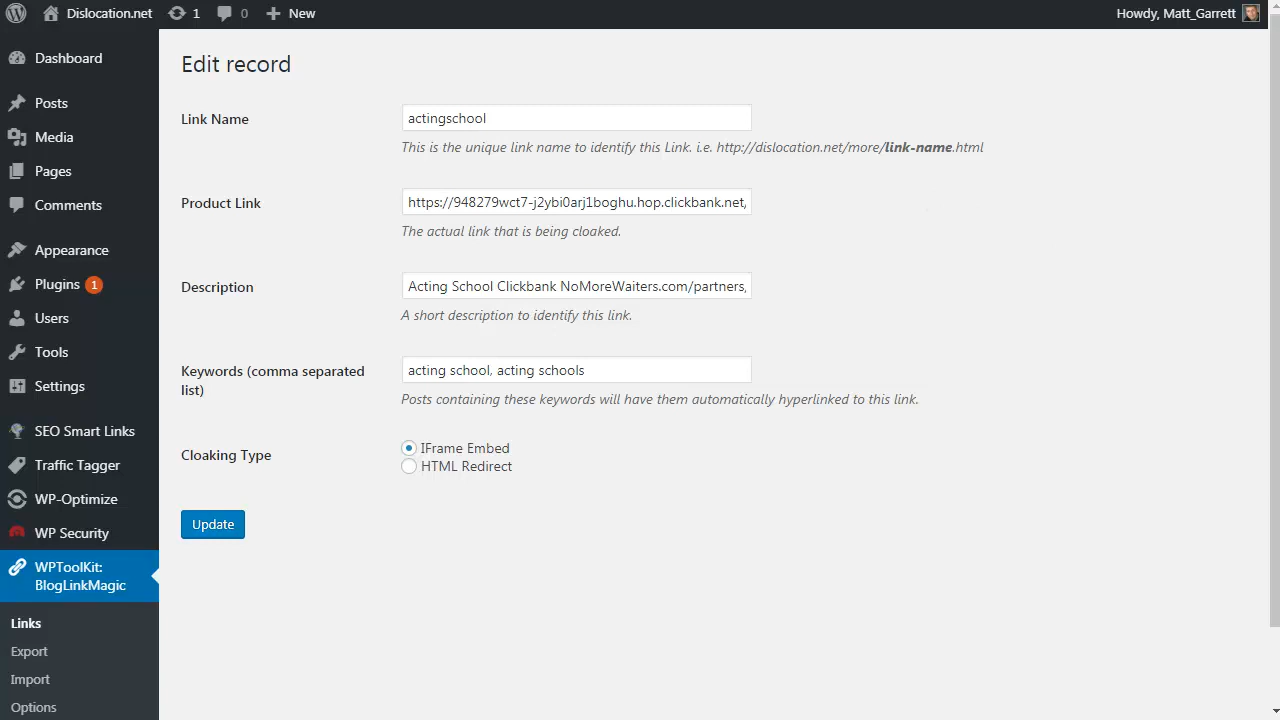 Dislocation.net 1 0 New Howdy, Matt_Garrett
Dashboard
Posts
Media
Pages
Comments
Appearance
Plugins 1
Users
Tools
Settings
SEO Smart Links
Traffic Tagger
WP-Optimize
WP Security
WPToolKit:
BlogLinkMagic
Links
Export
Import
Options
Edit record
Link Name actingschool
This is the unique link name to identify this Link. i.e. http://dislocation.net/more/link-name.html
Product Link https://948279wct7-j2ybi0arj1boghu.hop.clickbank.net,
The actual link that is being cloaked.
Description Acting School Clickbank NoMoreWaiters.com/partners,
A short description to identify this link.
Keywords (comma separated
list)
acting school, acting schools
Posts containing these keywords will have them automatically hyperlinked to this link.
Cloaking Type
IFrame Embed
HTML Redirect
Update